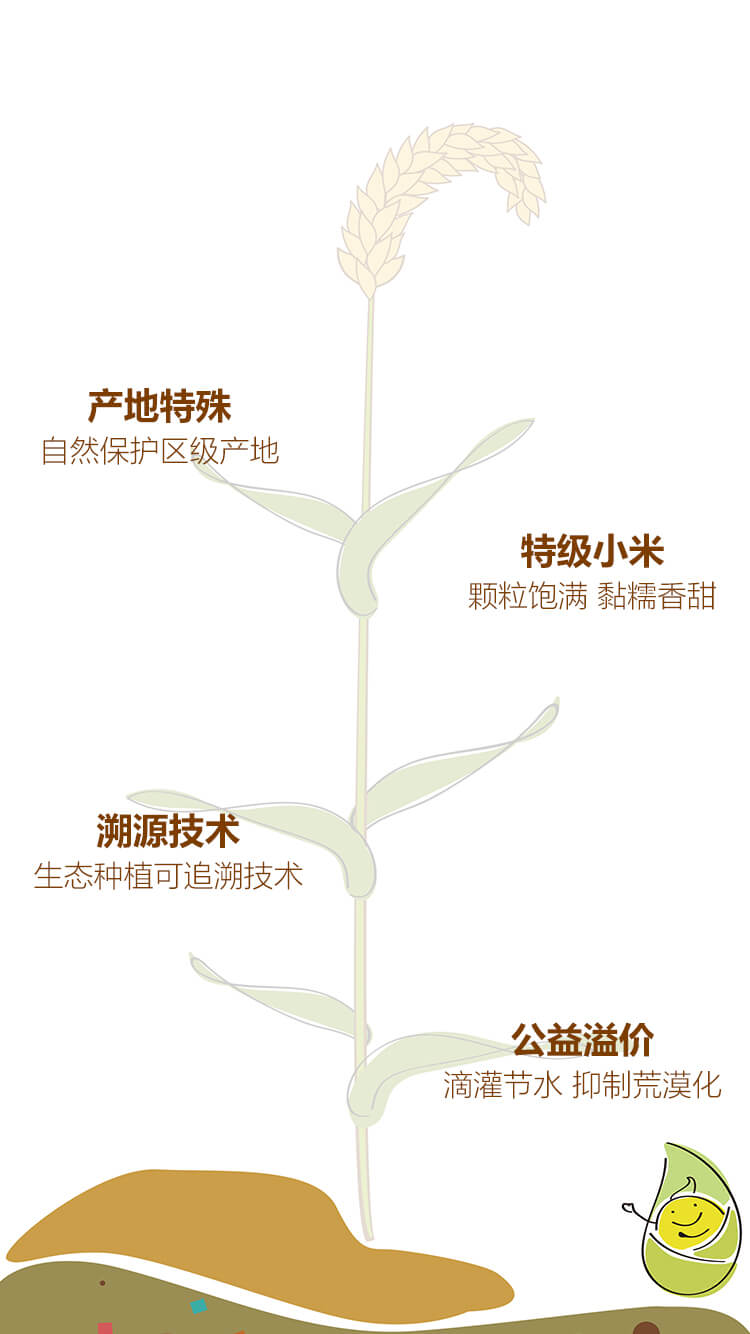 产地特殊
自然保护区级产地
特级小米
颗粒饱满 黏糯香甜
溯源技术
生态种植可追溯技术
公益溢价
滴灌节水 抑制荒漠化